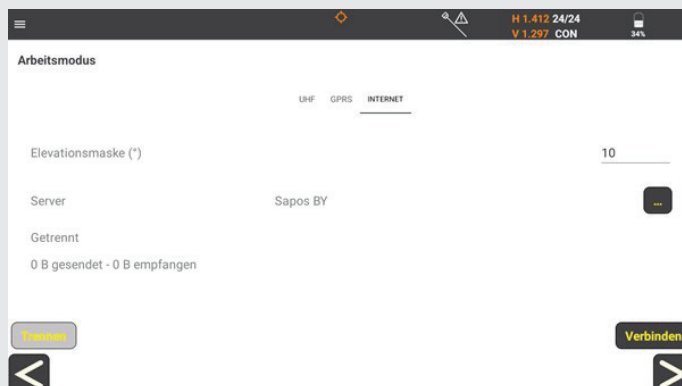 H 1.412 24/24
V 1.297 CON
34%
Arbeitsmodus
UHF GPRS INTERNET
Elevationsmaske (°) 10
Server Sapos BY ...
Getrennt
0 B gesendet - 0 B empfangen
Trennen Verbinden